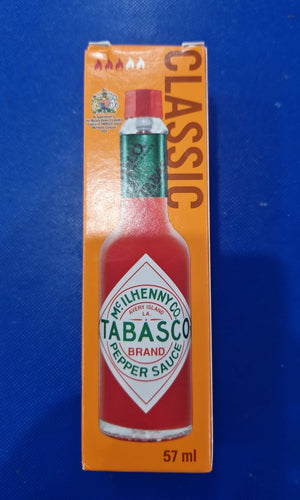 CLASSIC
McILHENNY CO.
AVERY ISLAND
LA.
TABASCO
BRAND
PEPPER SAUCE
57 ml